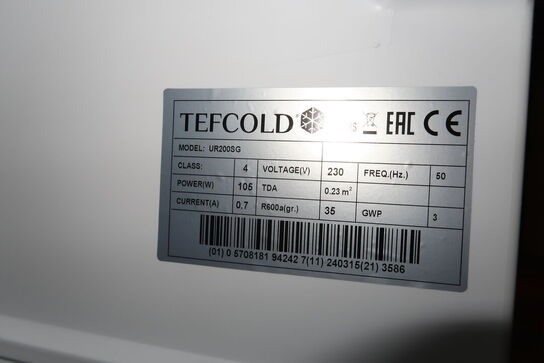 TEFCOLD
EAC CE
MODEL: UR200SG
CLASS: 4 VOLTAGE(V) 230 FREQ.(Hz.) 50
POWER(W) 105 TDA 0.23 m²
CURRENT(A) 0.7 R600a(gr.) 35 GWP 3
(01) 0 5708181 94242 7(11) 240315(21) 3586